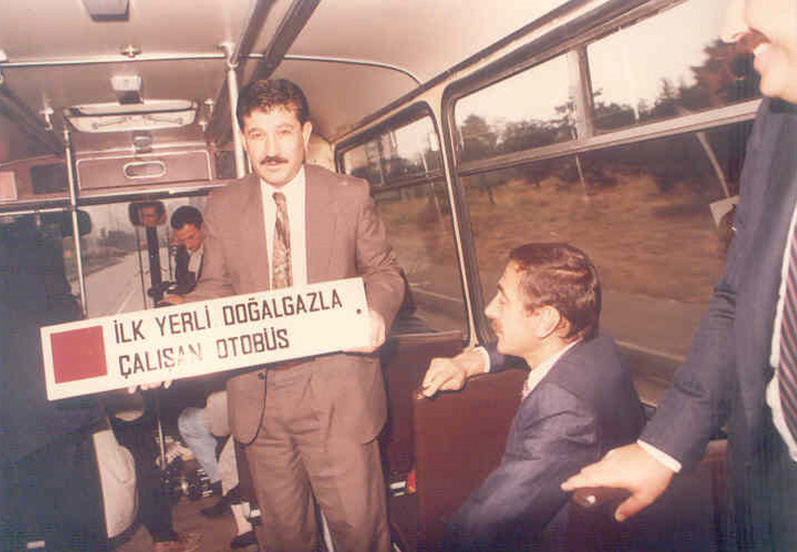 İLK YERLİ DOĞALGAZLA
ÇALIŞAN OTOBÜS